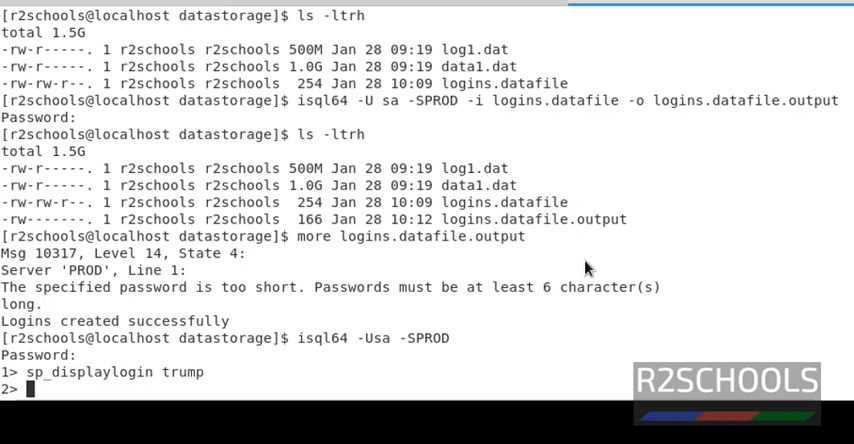 [r2schools@localhost datastorage]$ ls -ltrh
total 1.5G
-rw-r-----. 1 r2schools r2schools 500M Jan 28 09:19 log1.dat
-rw-r-----. 1 r2schools r2schools 1.0G Jan 28 09:19 data1.dat
-rw-rw-r--. 1 r2schools r2schools  254 Jan 28 10:09 logins.datafile
[r2schools@localhost datastorage]$ isql64 -U sa -SPROD -i logins.datafile -o logins.datafile.output
Password:
[r2schools@localhost datastorage]$ ls -ltrh
total 1.5G
-rw-r-----. 1 r2schools r2schools 500M Jan 28 09:19 log1.dat
-rw-r-----. 1 r2schools r2schools 1.0G Jan 28 09:19 data1.dat
-rw-rw-r--. 1 r2schools r2schools  254 Jan 28 10:09 logins.datafile
-rw-------. 1 r2schools r2schools  166 Jan 28 10:12 logins.datafile.output
[r2schools@localhost datastorage]$ more logins.datafile.output
Msg 10317, Level 14, State 4:
Server 'PROD', Line 1:
The specified password is too short. Passwords must be at least 6 character(s)
long.
Logins created successfully
[r2schools@localhost datastorage]$ isql64 -Usa -SPROD
Password:
1> sp_displaylogin trump
2>
R2SCHOOLS